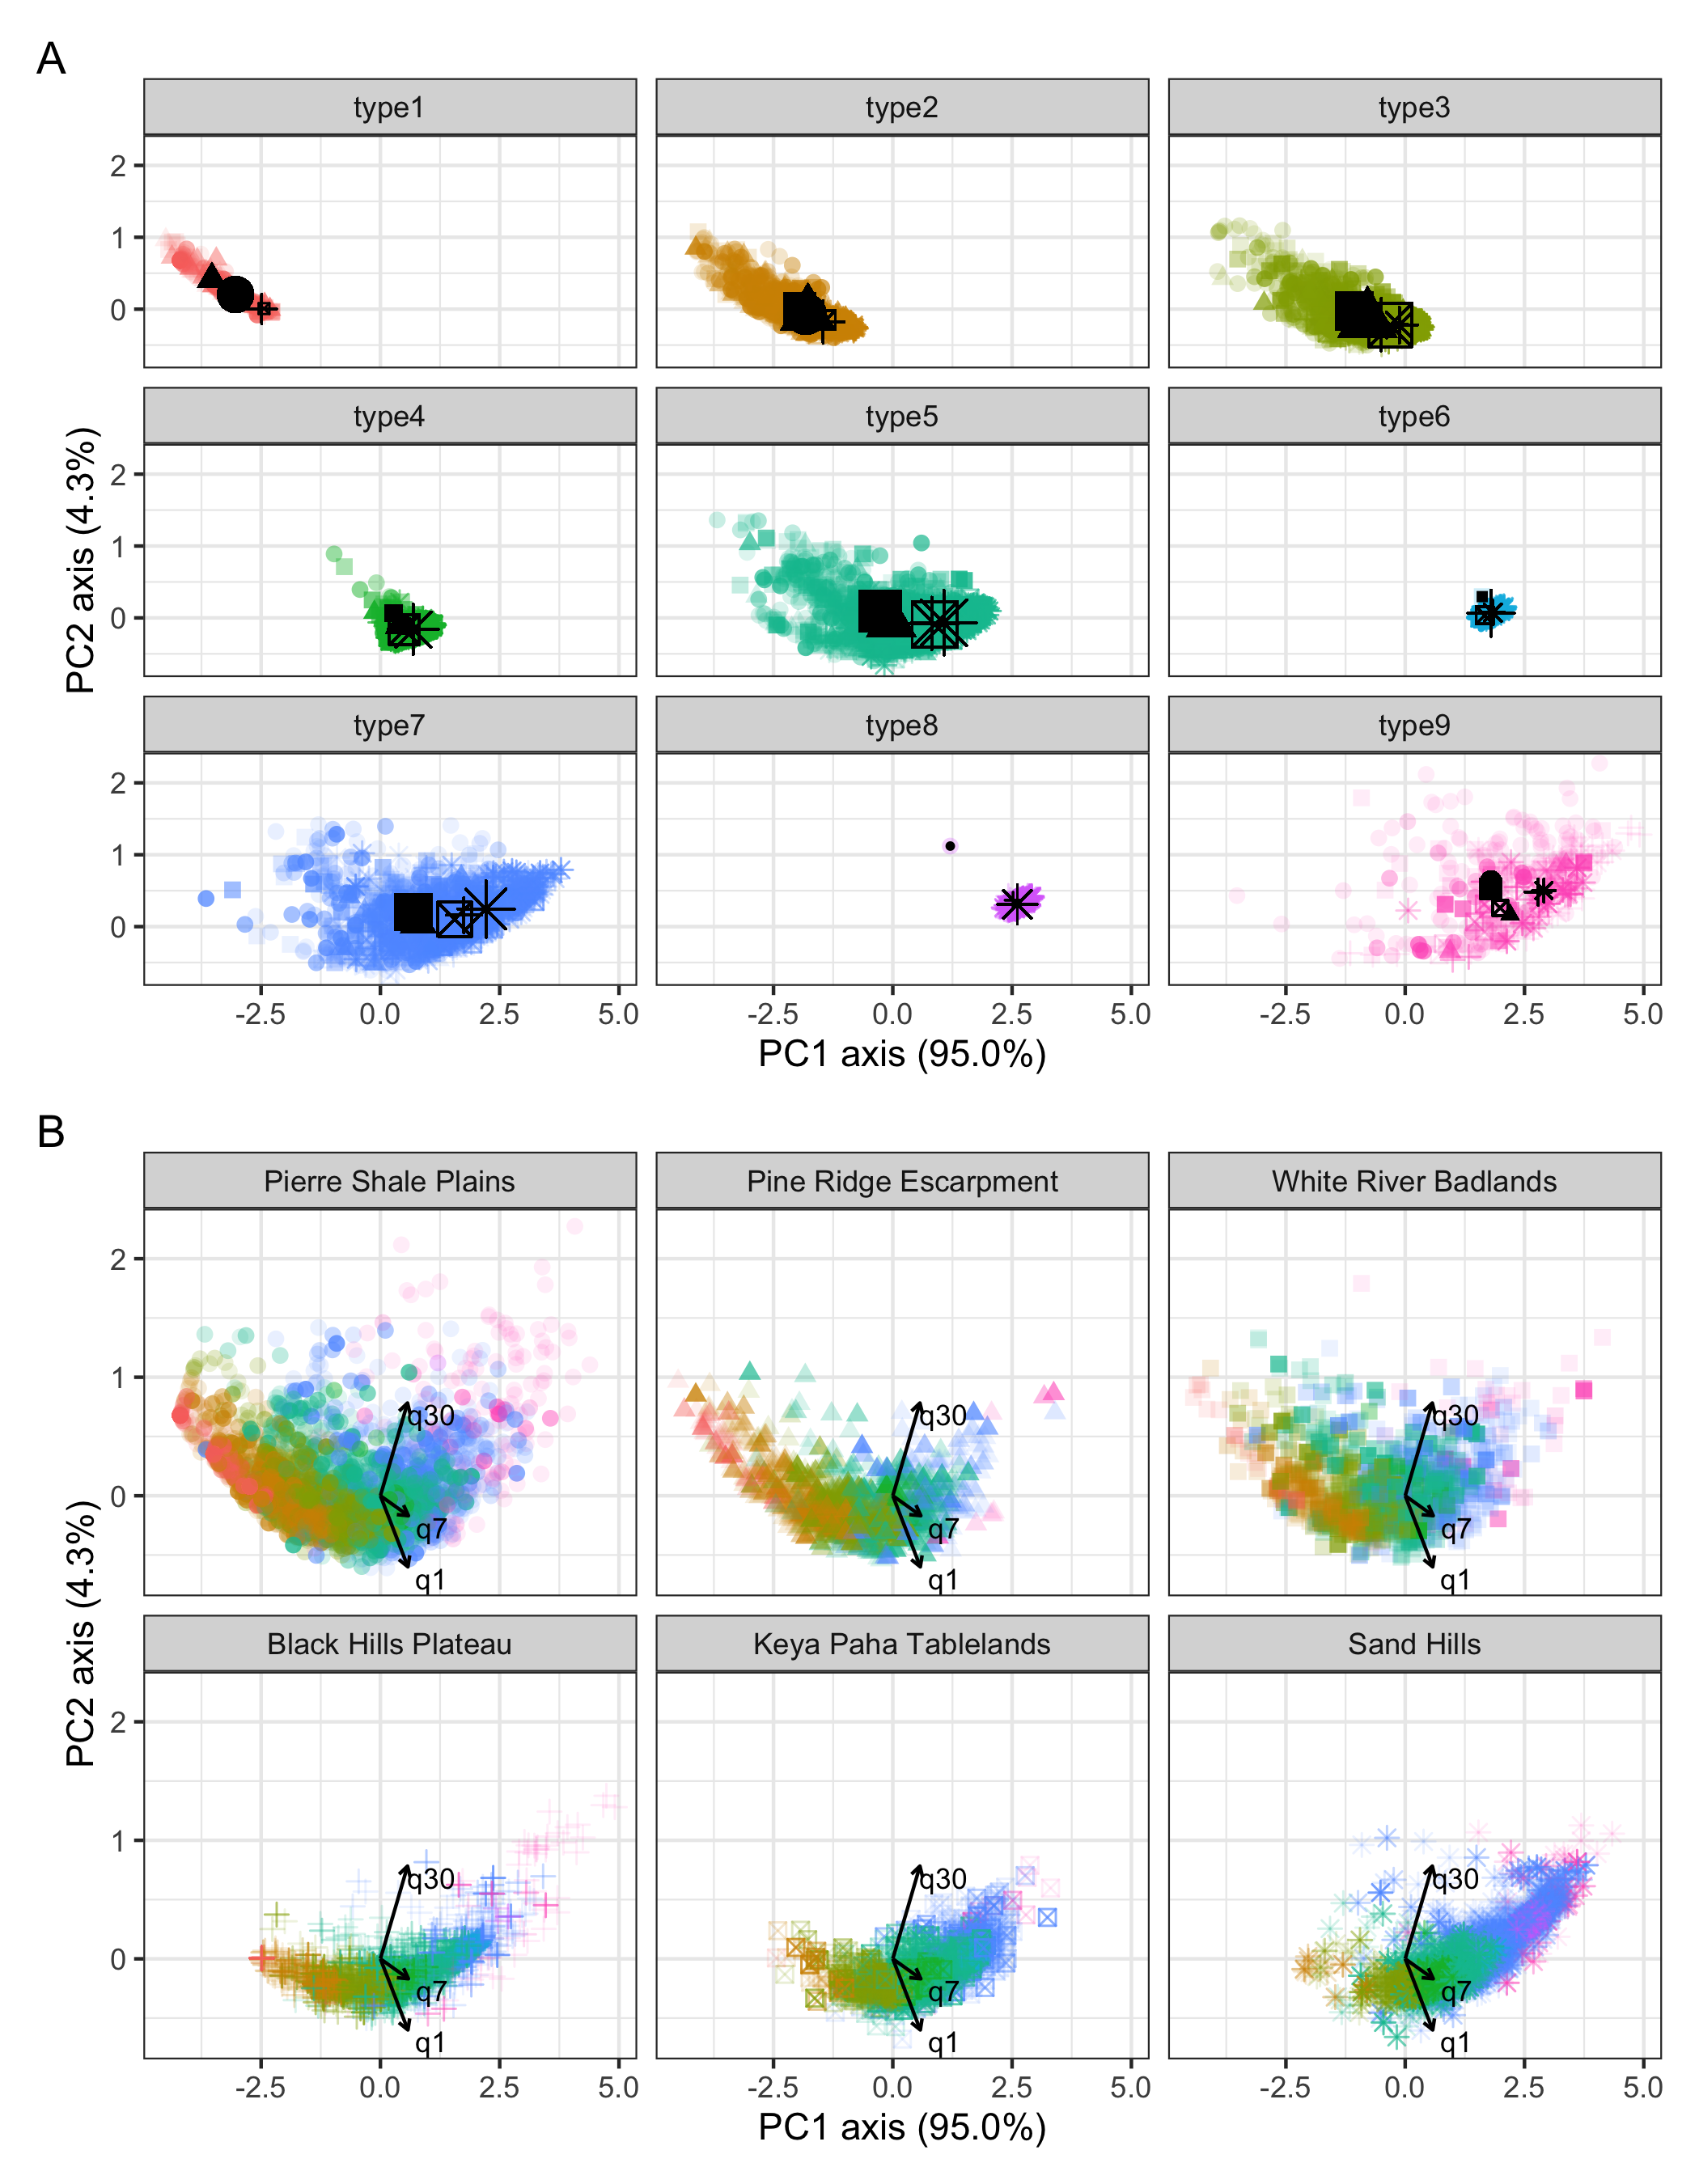 A
type1 type2 type3
2
1
0
type4 type5 type6
2
1
0
type7 type8 type9
2
1
0
-2.5 0.0 2.5 5.0 -2.5 0.0 2.5 5.0 -2.5 0.0 2.5 5.0
PC2 axis (4.3%)
PC1 axis (95.0%)
B
Pierre Shale Plains Pine Ridge Escarpment White River Badlands
2
1
0
q30 q30 q30
q7 q7 q7
q1 q1 q1
Black Hills Plateau Keya Paha Tablelands Sand Hills
2
1
0
q30 q30 q30
q7 q7 q7
q1 q1 q1
-2.5 0.0 2.5 5.0 -2.5 0.0 2.5 5.0 -2.5 0.0 2.5 5.0
PC2 axis (4.3%)
PC1 axis (95.0%)